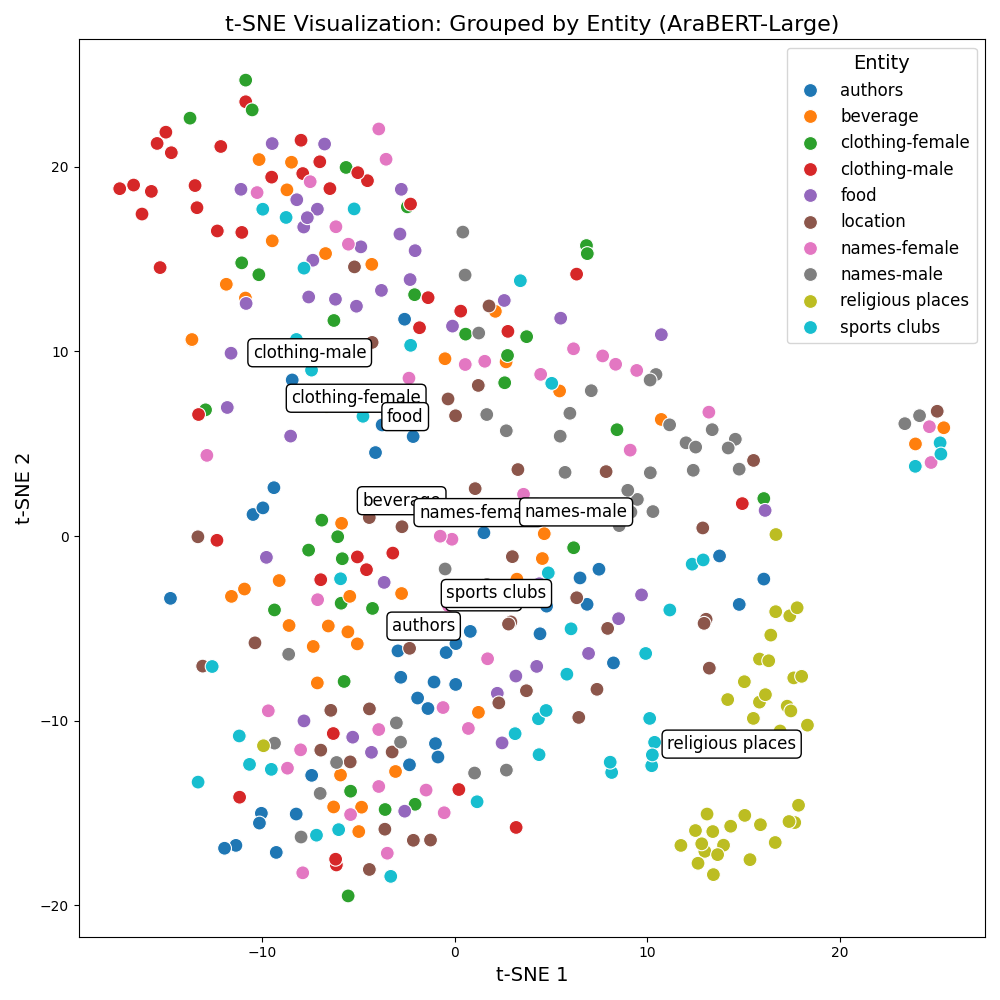 t-SNE Visualization: Grouped by Entity (AraBERT-Large)
Entity
authors
beverage
clothing-female
clothing-male
food
location
names-female
names-male
religious places
sports clubs
20
10
0
−10
−20
t-SNE 2
clothing-male
clothing-female
food
beverage
names-female
names-male
sports clubs
authors
religious places
−10
0
10
20
t-SNE 1